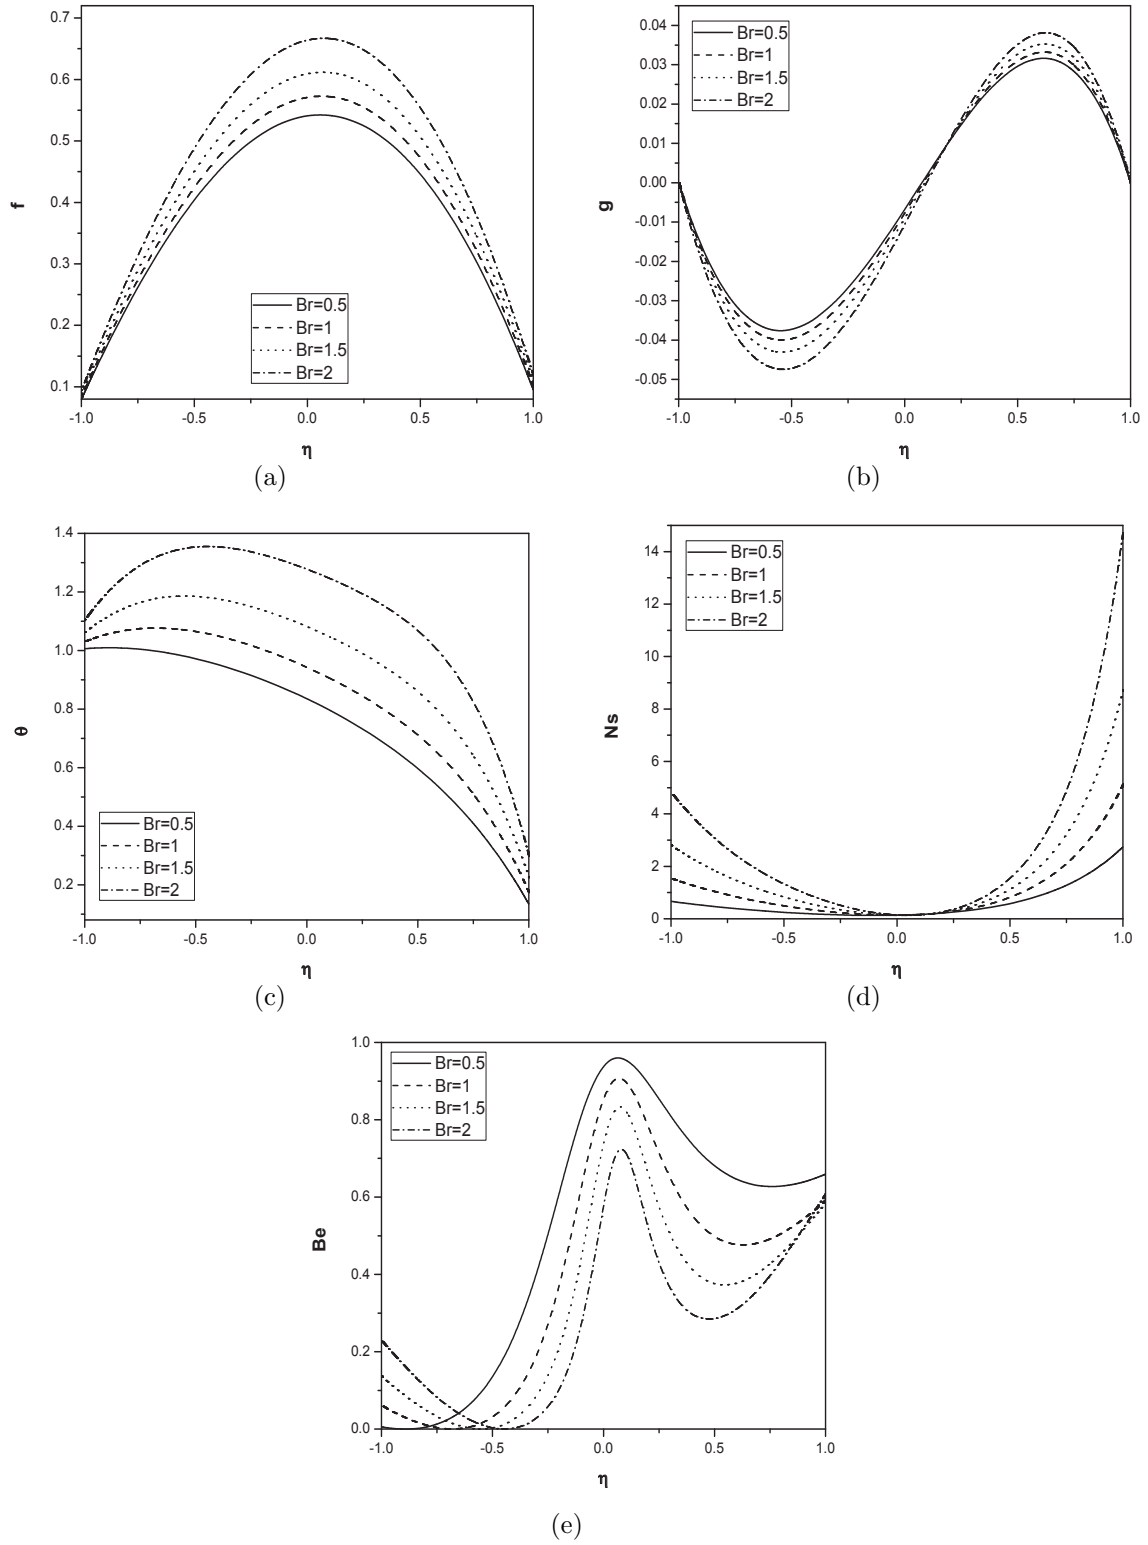 0.7
0.6
0.5
0.4
0.3
0.2
0.1
f
Br=0.5
Br=1
Br=1.5
Br=2
-1.0 -0.5 0.0 0.5 1.0
η
(a)
0.04
0.03
0.02
0.01
0.00
-0.01
-0.02
-0.03
-0.04
-0.05
g
Br=0.5
Br=1
Br=1.5
Br=2
-1.0 -0.5 0.0 0.5 1.0
η
(b)
1.4
1.2
1.0
0.8
0.6
0.4
0.2
θ
Br=0.5
Br=1
Br=1.5
Br=2
-1.0 -0.5 0.0 0.5 1.0
η
(c)
14
12
10
8
6
4
2
0
Ns
Br=0.5
Br=1
Br=1.5
Br=2
-1.0 -0.5 0.0 0.5 1.0
η
(d)
1.0
0.8
0.6
0.4
0.2
0.0
Be
Br=0.5
Br=1
Br=1.5
Br=2
-1.0 -0.5 0.0 0.5 1.0
η
(e)